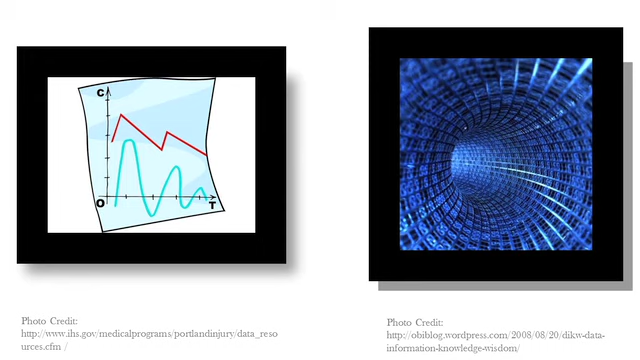 C
O
T
Photo Credit:
http://www.ihs.gov/medicalprograms/portlandinjury/data_reso
urces.cfm /
Photo Credit:
http://obiblog.wordpress.com/2008/08/20/dikw-data-
information-knowledge-wisdom/